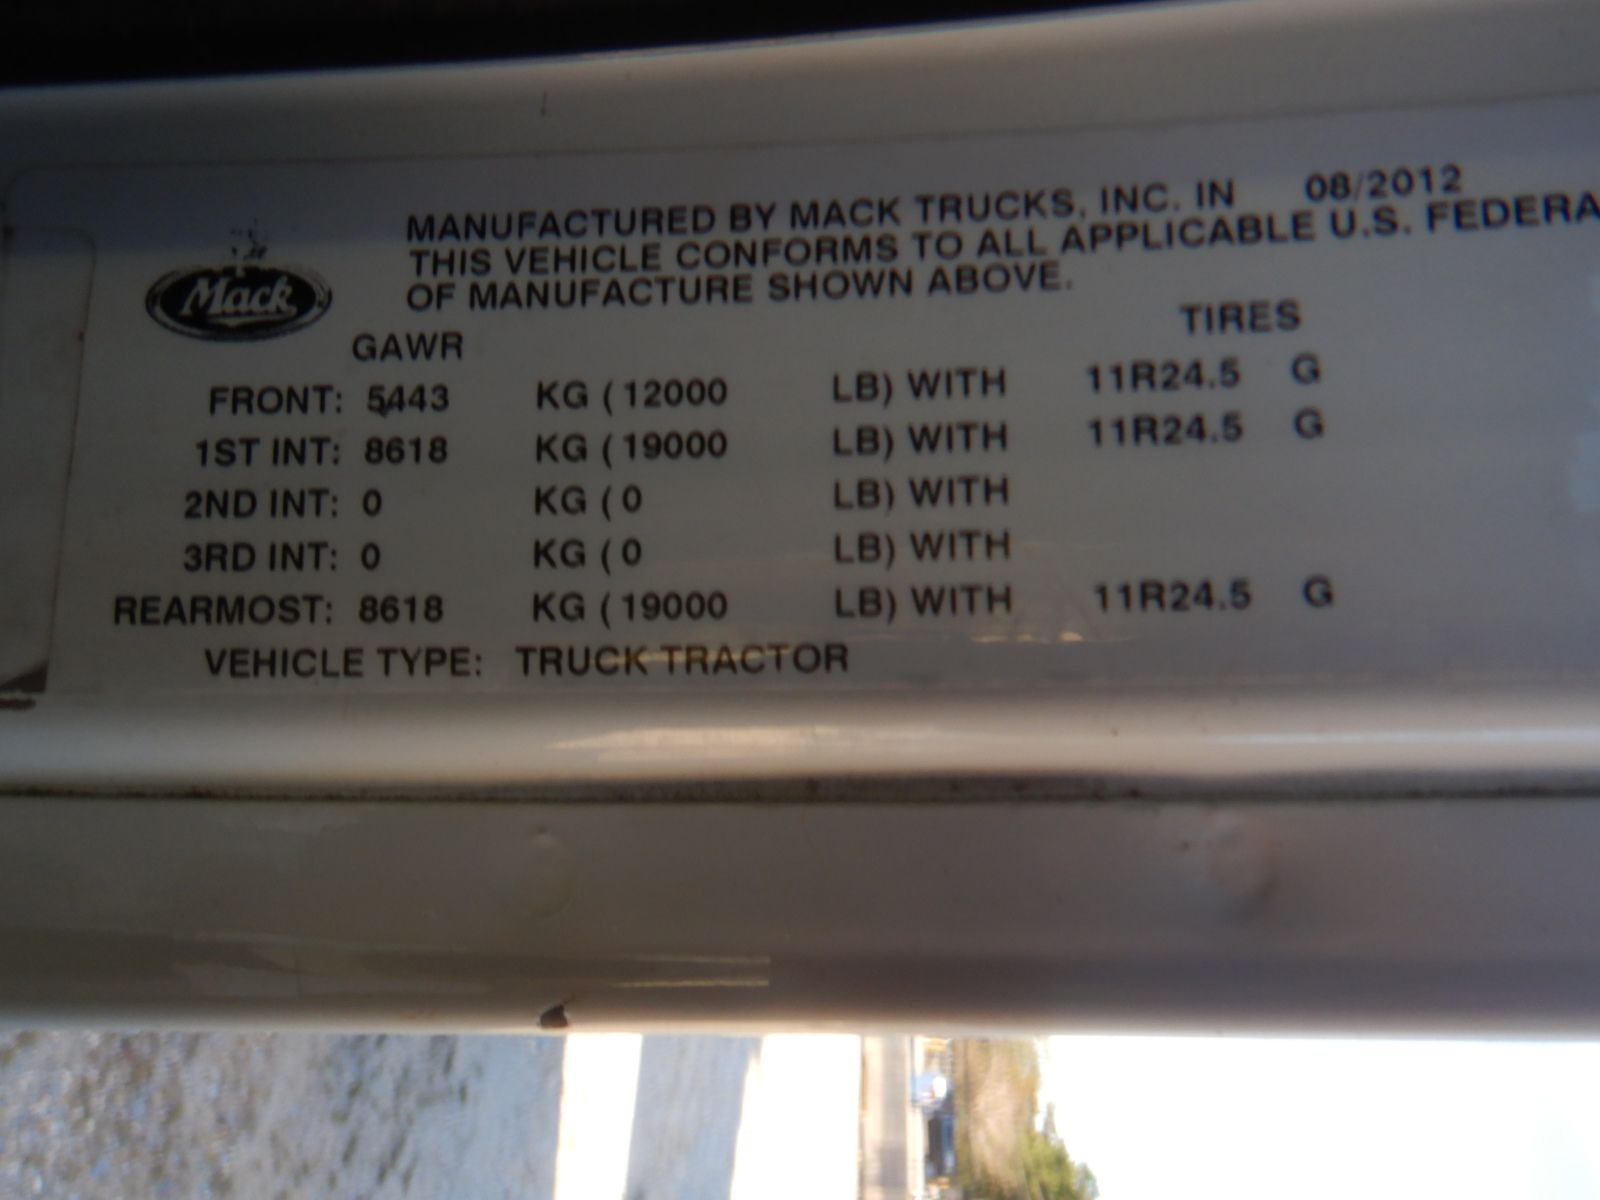 MANUFACTURED BY MACK TRUCKS, INC. IN 08/2012
THIS VEHICLE CONFORMS TO ALL APPLICABLE U.S. FEDERA
OF MANUFACTURE SHOWN ABOVE.
Mack
GAWR TIRES
FRONT: 5443 KG ( 12000 LB) WITH 11R24.5 G
1ST INT: 8618 KG ( 19000 LB) WITH 11R24.5 G
2ND INT: 0 KG ( 0 LB) WITH
3RD INT: 0 KG ( 0 LB) WITH
REARMOST: 8618 KG ( 19000 LB) WITH 11R24.5 G
VEHICLE TYPE: TRUCK TRACTOR